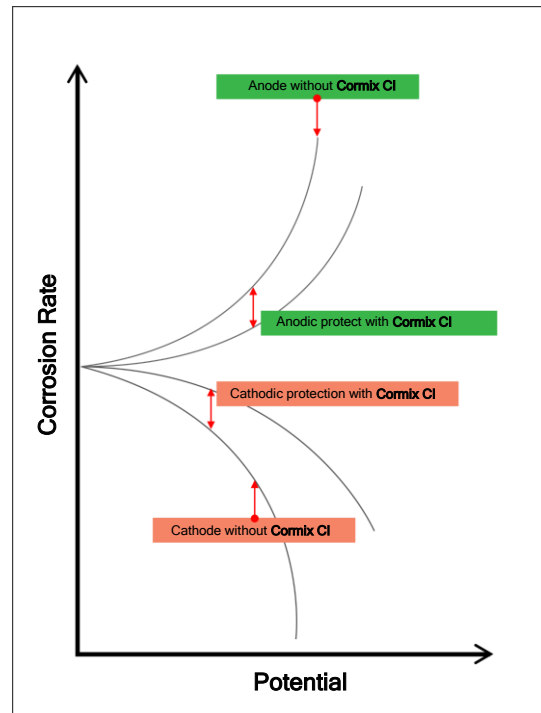 Anode without Cormix CI
Anodic protect with Cormix CI
Cathodic protection with Cormix CI
Cathode without Cormix CI
Corrosion Rate
Potential